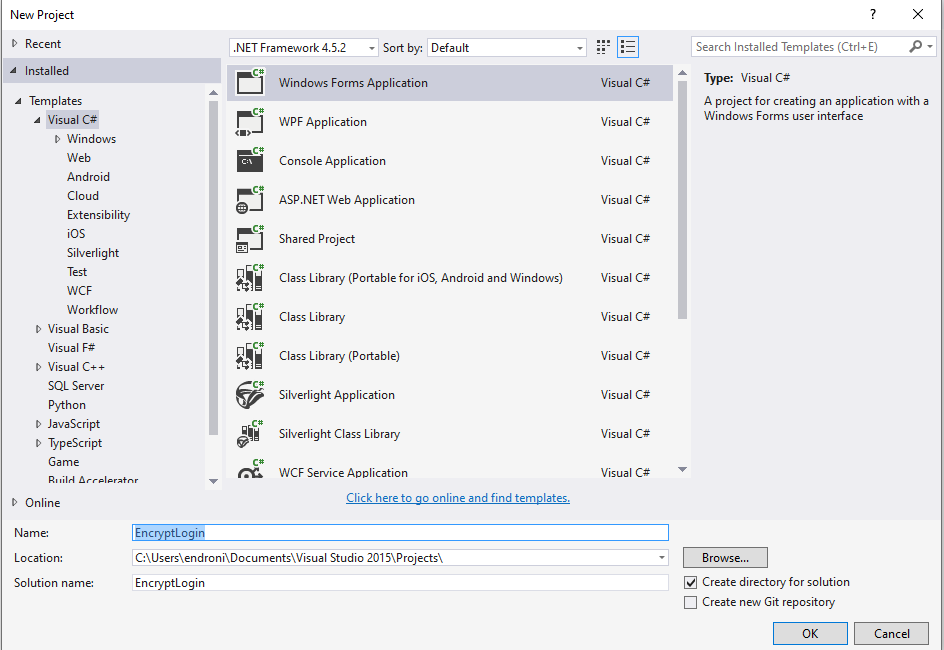 New Project
?
Recent
Installed
Templates
Visual C#
Windows
Web
Android
Cloud
Extensibility
iOS
Silverlight
Test
WCF
Workflow
Visual Basic
Visual F#
Visual C++
SQL Server
Python
JavaScript
TypeScript
Game
Build Accelerator
Online
.NET Framework 4.5.2 Sort by: Default
C# Windows Forms Application Visual C#
C# WPF Application Visual C#
C# C:\ Console Application Visual C#
C# ASP.NET Web Application Visual C#
C# Shared Project Visual C#
C# Class Library (Portable for iOS, Android and Windows) Visual C#
C# Class Library Visual C#
C# Class Library (Portable) Visual C#
C# Silverlight Application Visual C#
C# Silverlight Class Library Visual C#
C# WCF Service Application Visual C#
Click here to go online and find templates.
Search Installed Templates (Ctrl+E)
Type: Visual C#
A project for creating an application with a
Windows Forms user interface
Name: EncryptLogin
Location: C:\Users\endroni\Documents\Visual Studio 2015\Projects\ Browse...
Solution name: EncryptLogin
Create directory for solution
Create new Git repository
OK Cancel